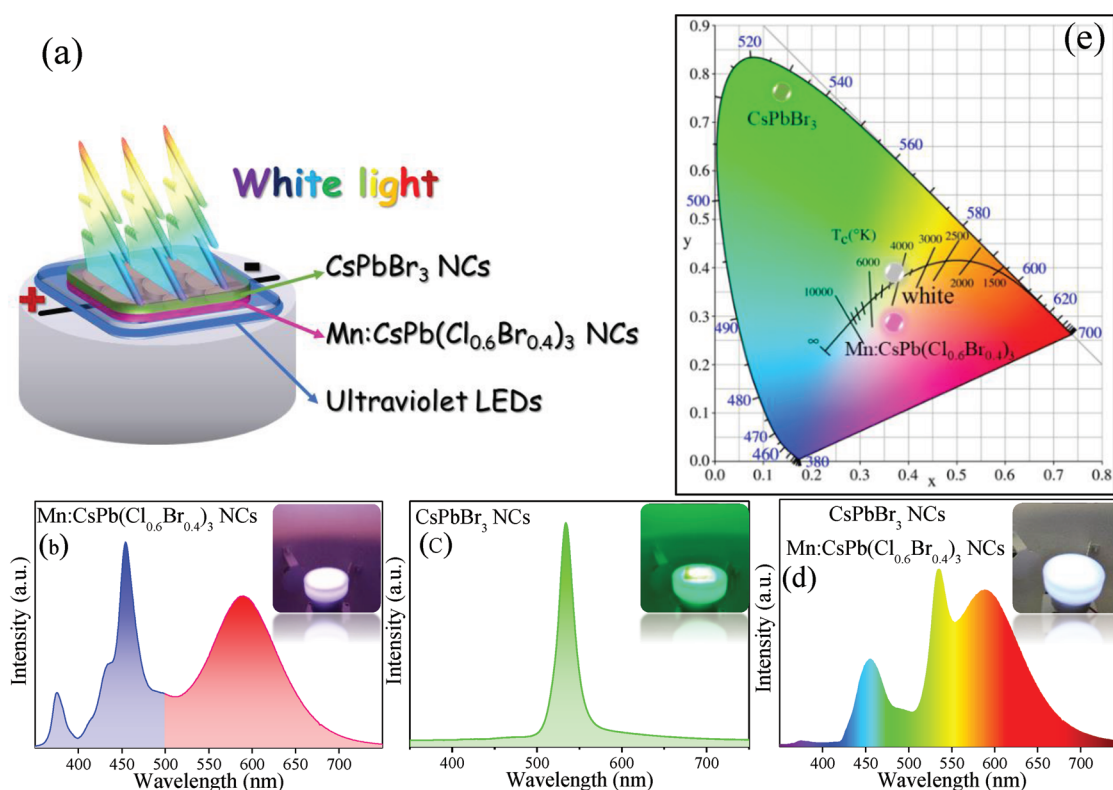 (a)
White light
CsPbBr₃ NCs
Mn:CsPb(Cl₀.₆Br₀.₄)₃ NCs
Ultraviolet LEDs
+
-
(e)
0.9
0.8
0.7
0.6
0.5
y
0.4
0.3
0.2
0.1
0.0
0.0
0.1
0.2
0.3
0.4
0.5
0.6
0.7
0.8
x
520
540
560
580
600
620
700
500
490
480
470
460
380
CsPbBr₃
T_C(°K)
4000
3000
2500
6000
2000
1500
10000
∞
white
Mn:CsPb(Cl₀.₆Br₀.₄)₃
Mn:CsPb(Cl₀.₆Br₀.₄)₃ NCs
(b)
Intensity (a.u.)
400 450 500 550 600 650 700
Wavelength (nm)
CsPbBr₃ NCs
(C)
Intensity (a.u.)
400 500 600 700
Wavelength (nm)
CsPbBr₃ NCs
Mn:CsPb(Cl₀.₆Br₀.₄)₃ NCs
(d)
Intensity (a.u.)
400 450 500 550 600 650 700
Wavelength (nm)